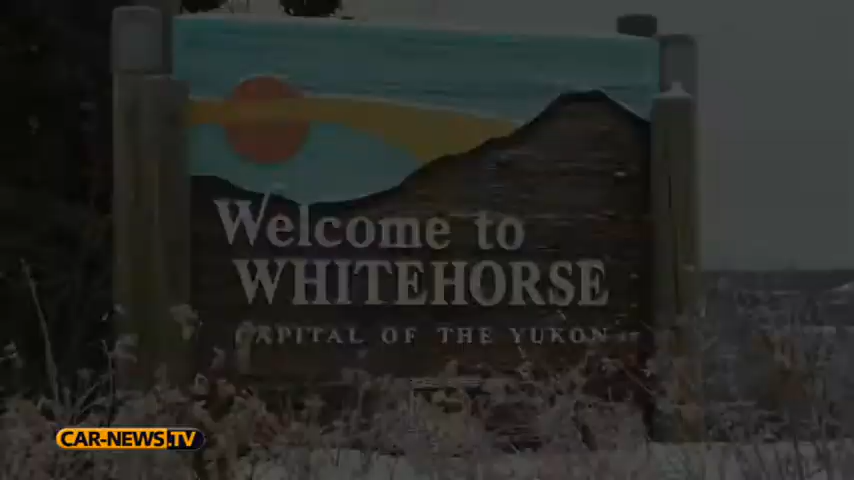 Welcome to
WHITEHORSE
CAPITAL OF THE YUKON
CAR-NEWS.TV